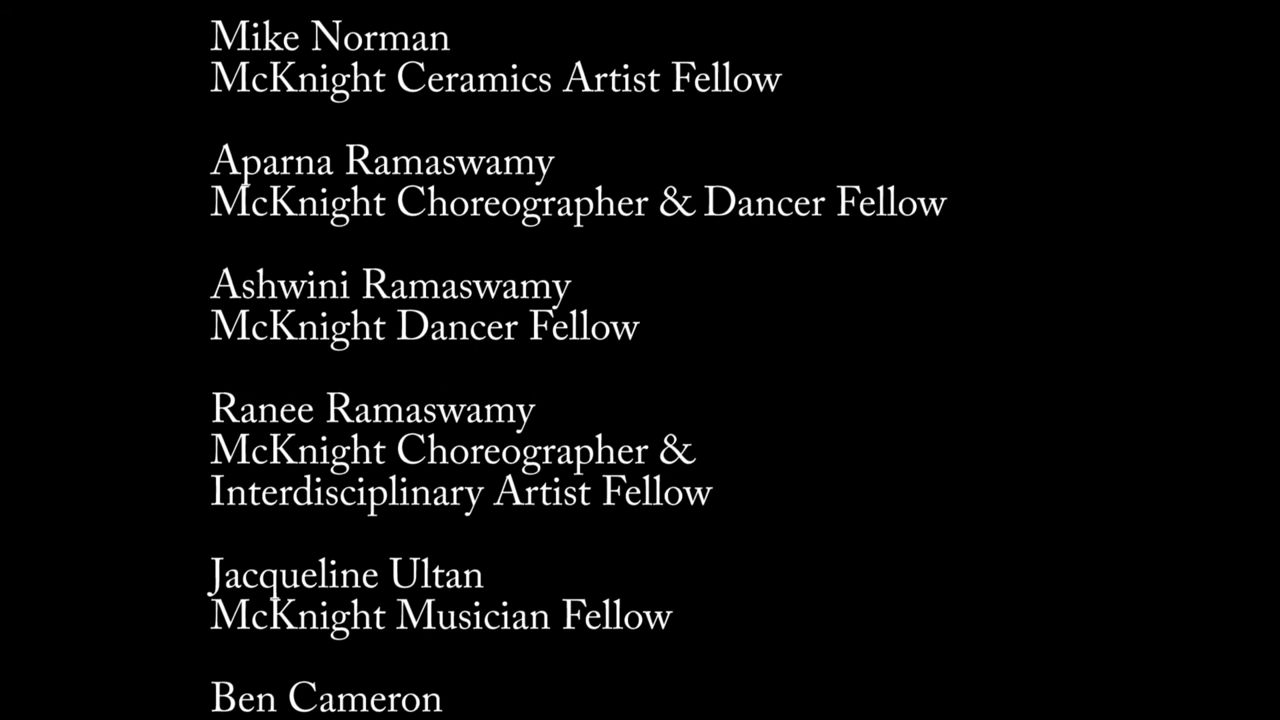 Mike Norman
McKnight Ceramics Artist Fellow
Aparna Ramaswamy
McKnight Choreographer & Dancer Fellow
Ashwini Ramaswamy
McKnight Dancer Fellow
Ranee Ramaswamy
McKnight Choreographer &
Interdisciplinary Artist Fellow
Jacqueline Ultan
McKnight Musician Fellow
Ben Cameron